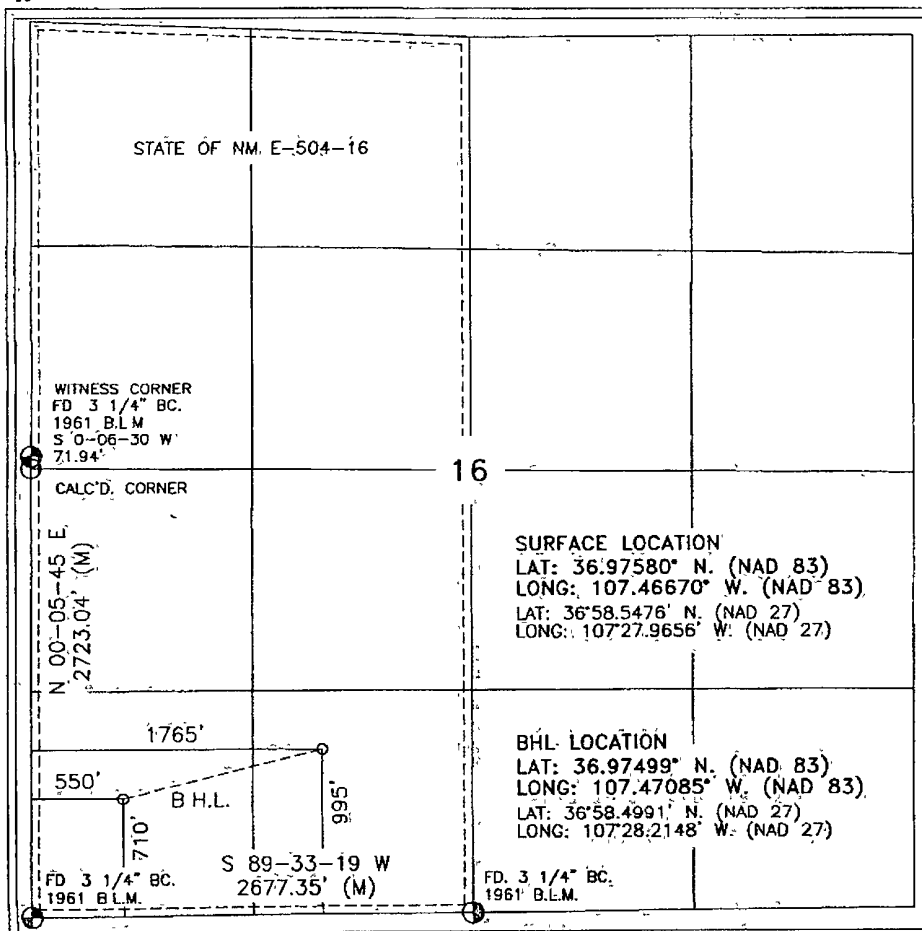 STATE OF NM. E-504-16
WITNESS CORNER
FD 3 1/4" BC.
1961 B.L.M
S 0-06-30 W
71.94'
CALC'D. CORNER
16
N 00-05-45 E
2723.04' (M)
SURFACE LOCATION
LAT: 36.97580° N. (NAD 83)
LONG: 107.46670° W. (NAD 83)
LAT: 36°58.5476' N. (NAD 27)
LONG: 107°27.9656' W. (NAD 27)
1765'
550'
B.H.L.
710'
995'
BHL LOCATION
LAT: 36.97499° N. (NAD 83)
LONG: 107.47085° W. (NAD 83)
LAT: 36°58.4991' N. (NAD 27)
LONG: 107°28.2148' W. (NAD 27)
S 89-33-19 W
2677.35' (M)
FD 3 1/4" BC.
1961 B.L.M.
FD. 3 1/4" BC.
1961 B.L.M.